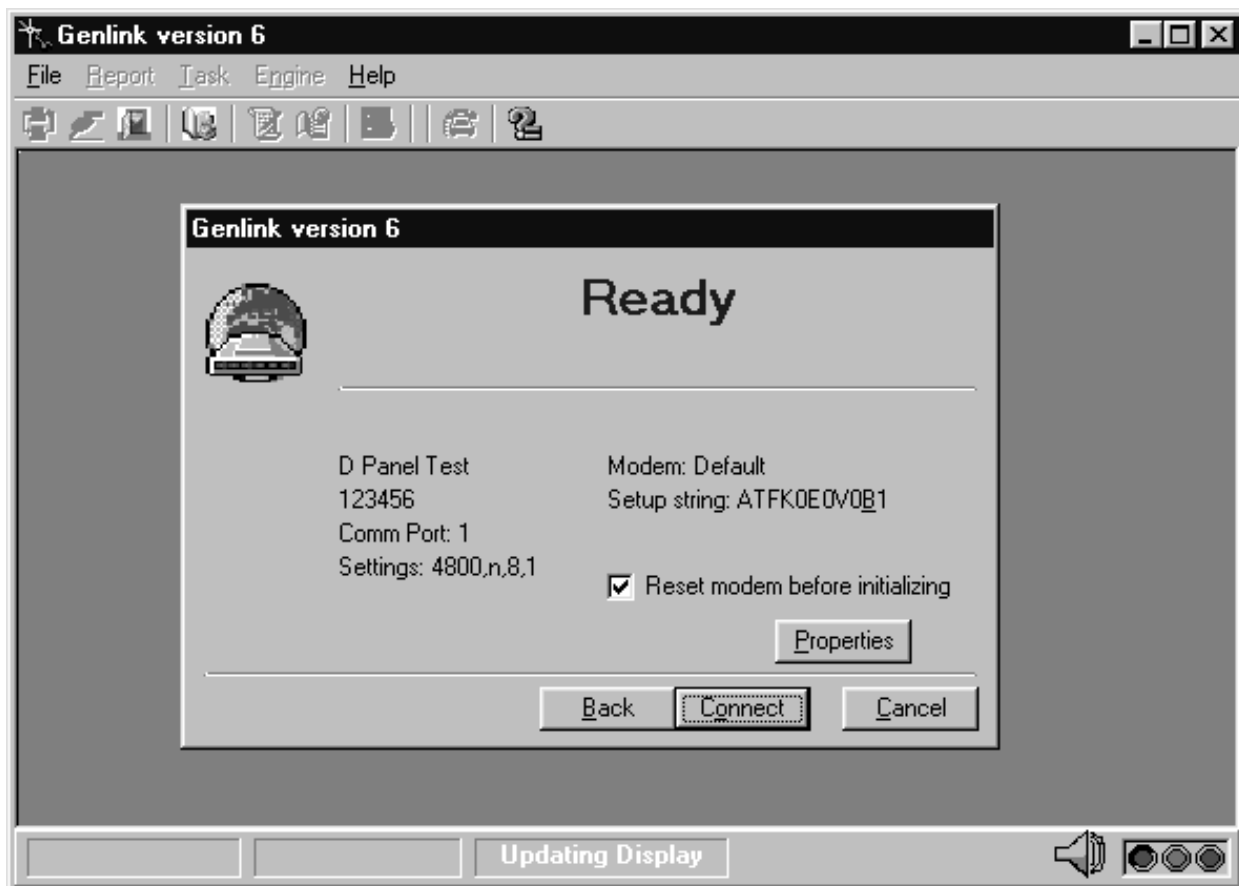 Genlink version 6
File Report Task Engine Help
Genlink version 6
Ready
D Panel Test
123456
Comm Port: 1
Settings: 4800,n,8,1
Modem: Default
Setup string: ATFK0E0V0B1
Reset modem before initializing
Properties
Back Connect Cancel
Updating Display